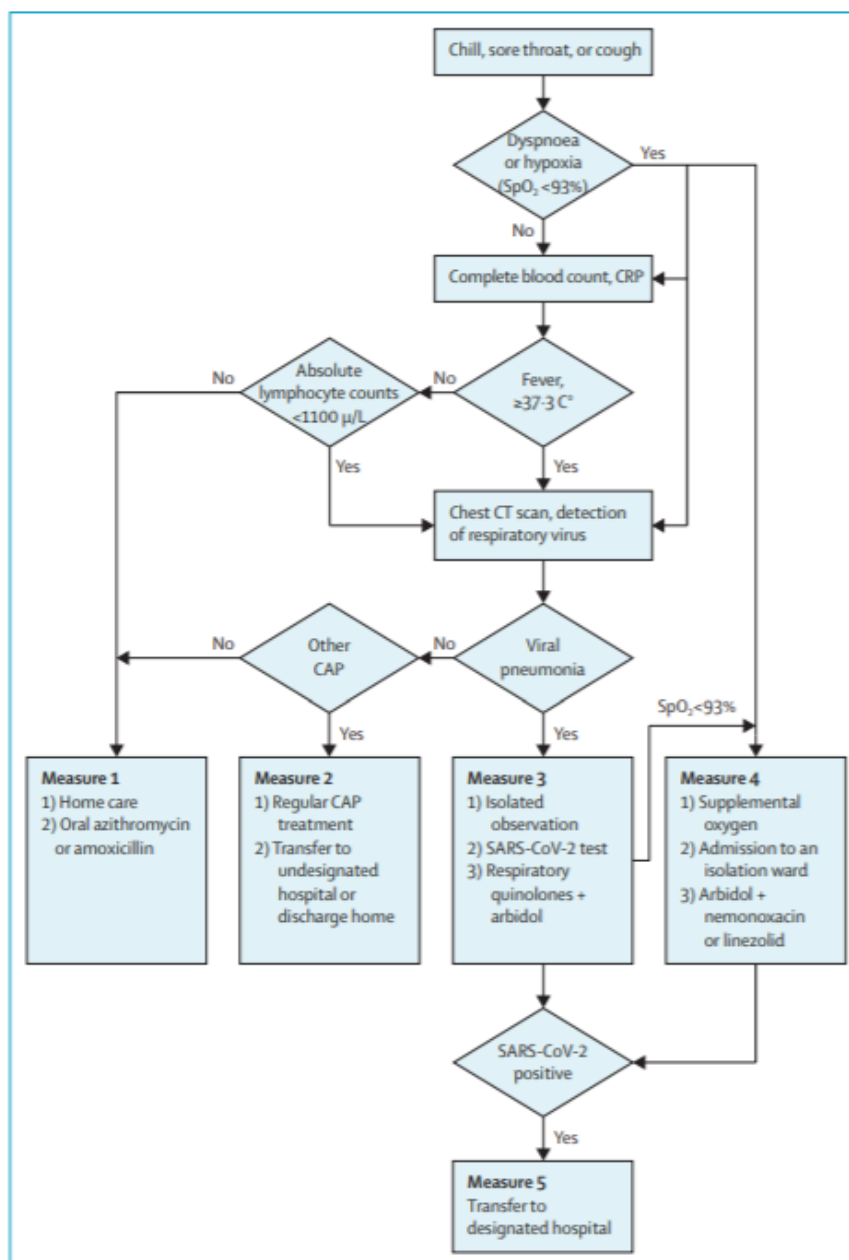 Chill, sore throat, or cough
Dyspnoea
or hypoxia
(SpO₂ <93%)
Yes
No
Complete blood count, CRP
Absolute
lymphocyte counts
<1100 μ/L
No
No
Fever,
≥37·3 C°
Yes
Yes
Chest CT scan, detection
of respiratory virus
No
Other
CAP
No
Viral
pneumonia
SpO₂<93%
Yes
Yes
Measure 1
1) Home care
2) Oral azithromycin
or amoxicillin
Measure 2
1) Regular CAP
treatment
2) Transfer to
undesignated
hospital or
discharge home
Measure 3
1) Isolated
observation
2) SARS-CoV-2 test
3) Respiratory
quinolones +
arbidol
Measure 4
1) Supplemental
oxygen
2) Admission to an
isolation ward
3) Arbidol +
nemonoxacin
or linezolid
SARS-CoV-2
positive
Yes
Measure 5
Transfer to
designated hospital